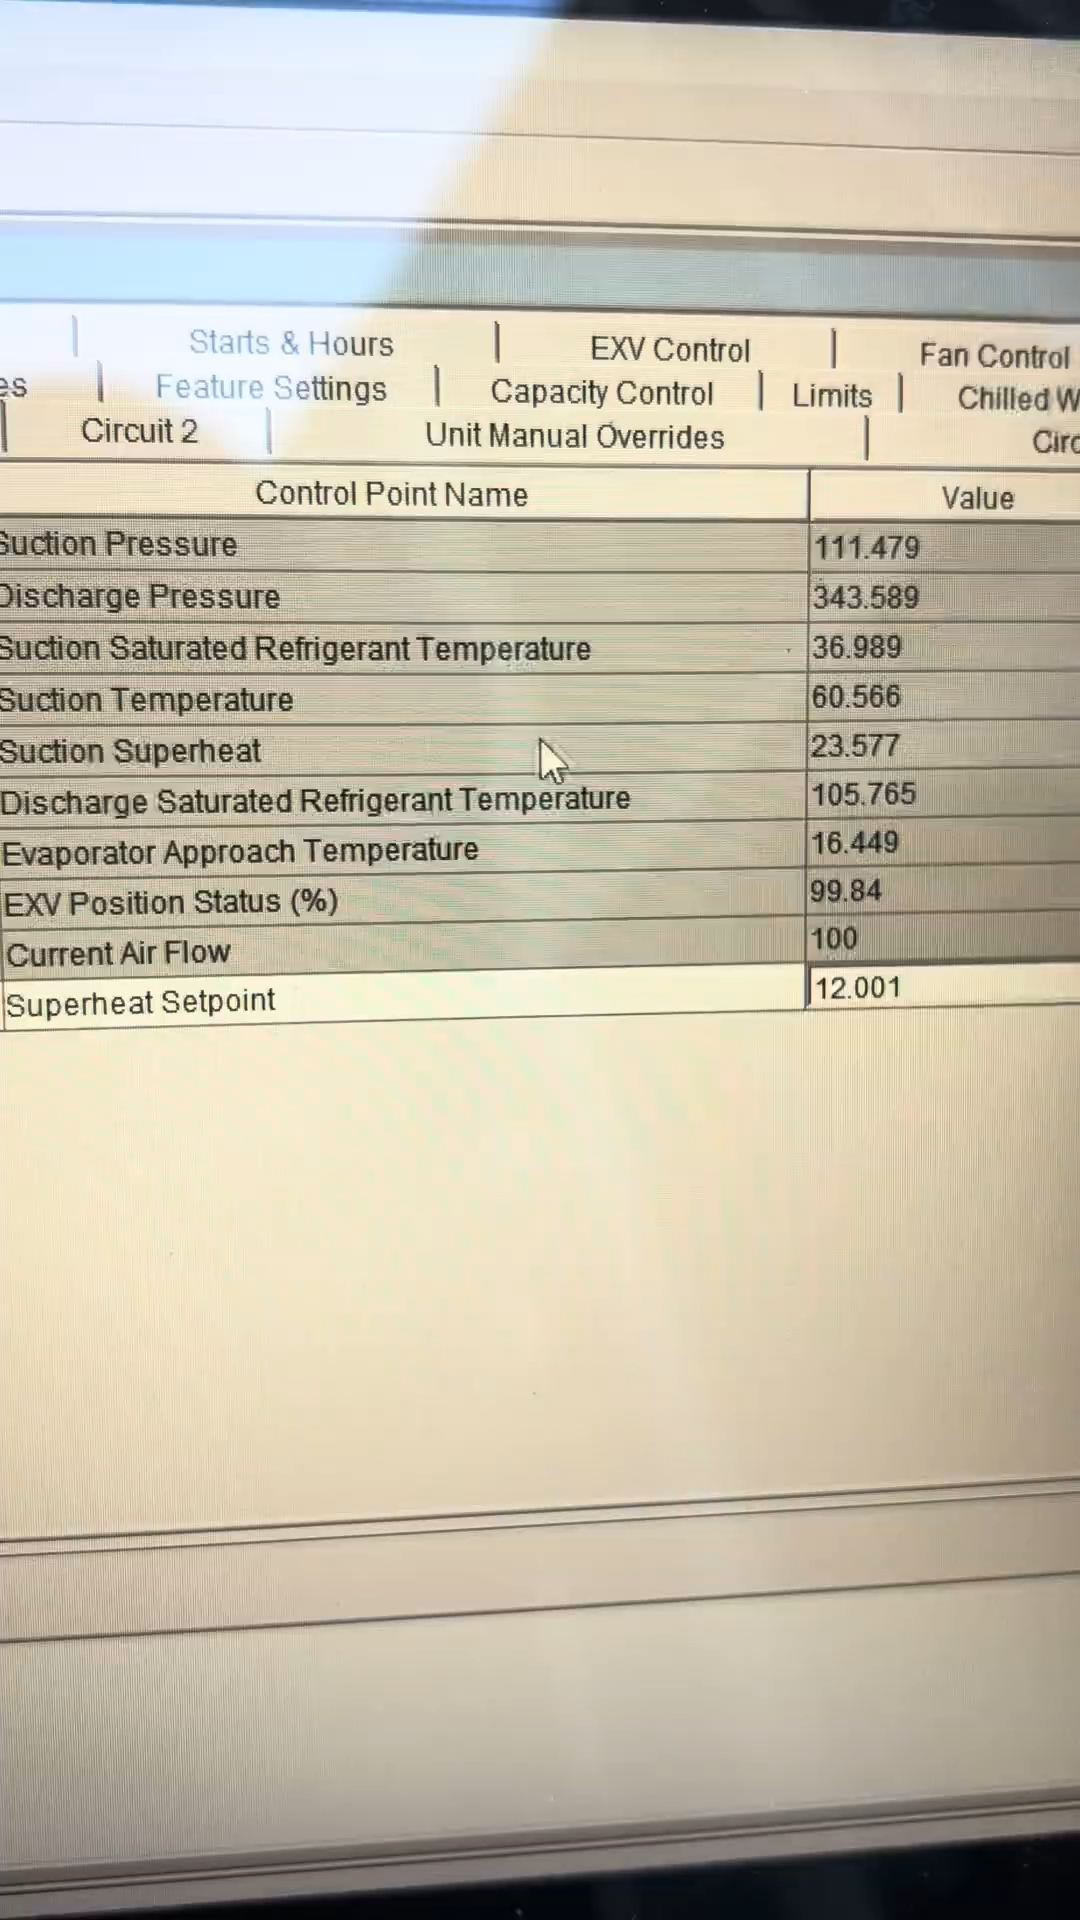 Starts & Hours | EXV Control | Fan Control
es | Feature Settings | Capacity Control | Limits | Chilled W
Circuit 2 | Unit Manual Overrides | Circ
Control Point Name Value
Suction Pressure 111.479
Discharge Pressure 343.589
Suction Saturated Refrigerant Temperature 36.989
Suction Temperature 60.566
Suction Superheat 23.577
Discharge Saturated Refrigerant Temperature 105.765
Evaporator Approach Temperature 16.449
EXV Position Status (%) 99.84
Current Air Flow 100
Superheat Setpoint 12.001